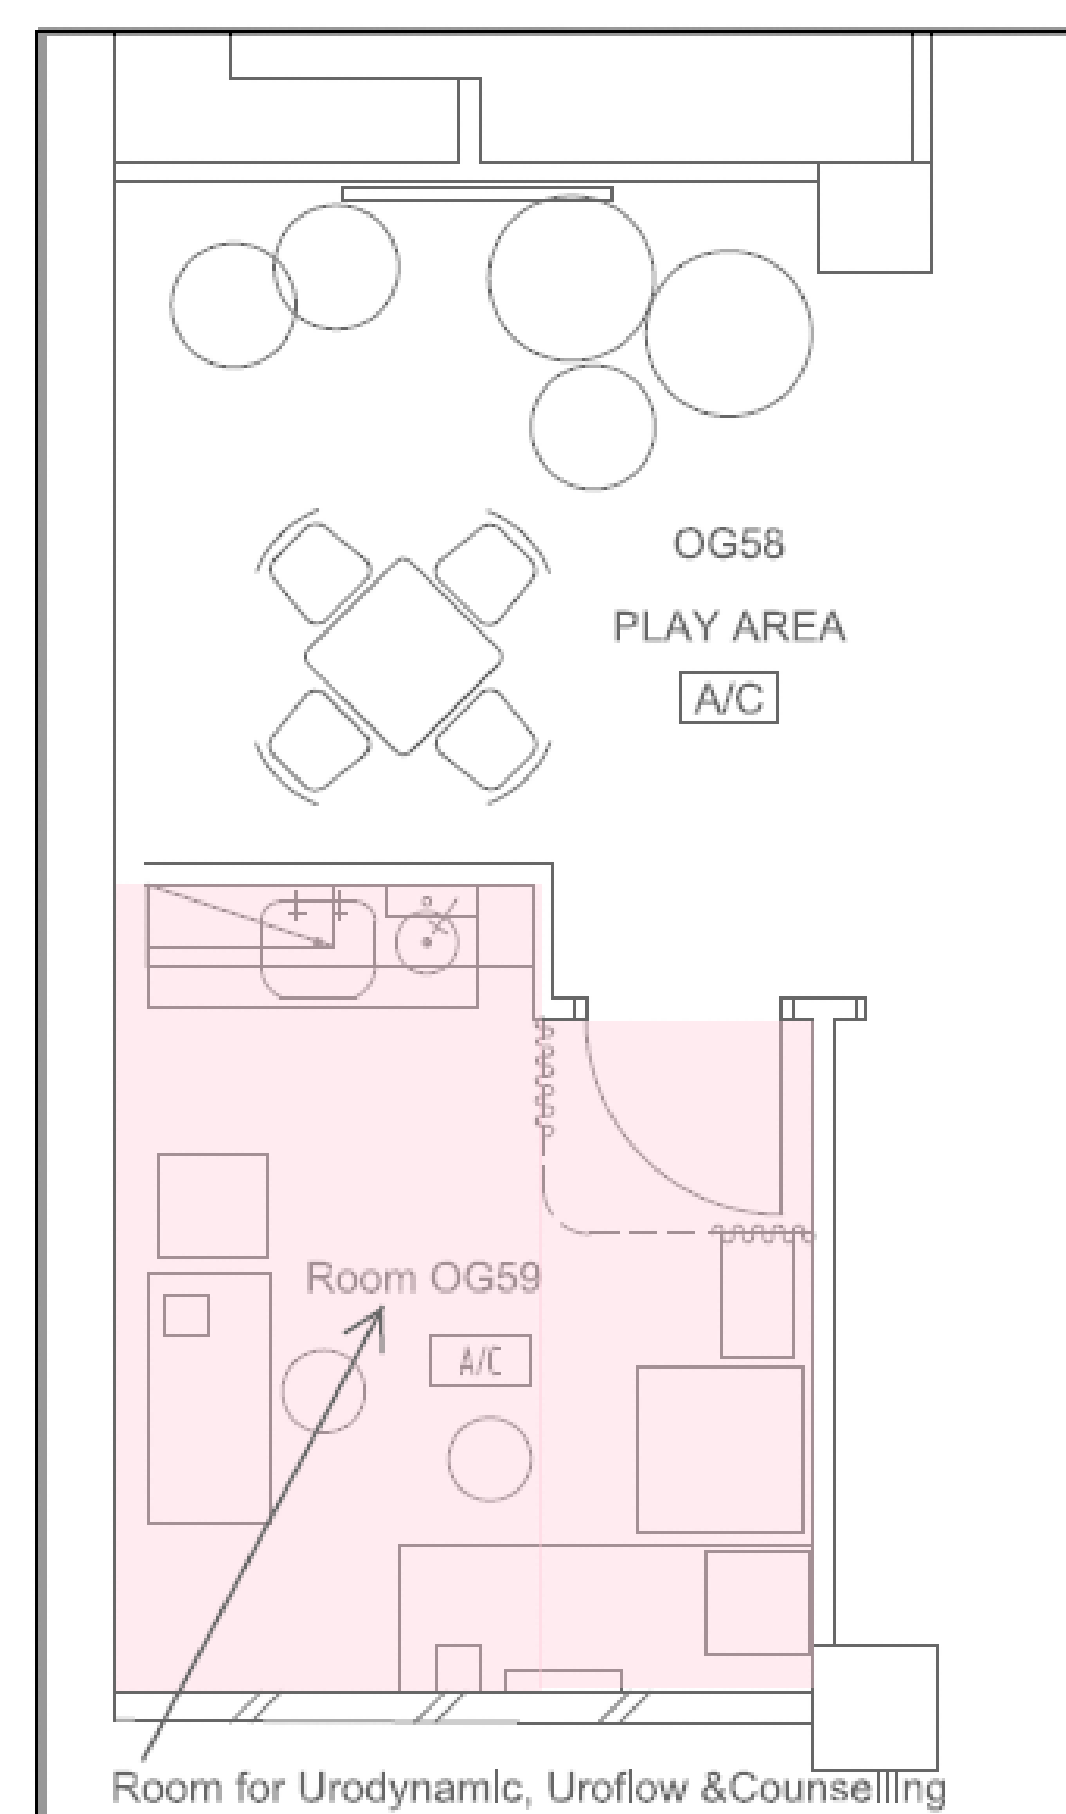 OG58
PLAY AREA
A/C
Room OG59
A/C
Room for Urodynamic, Uroflow &Counselling